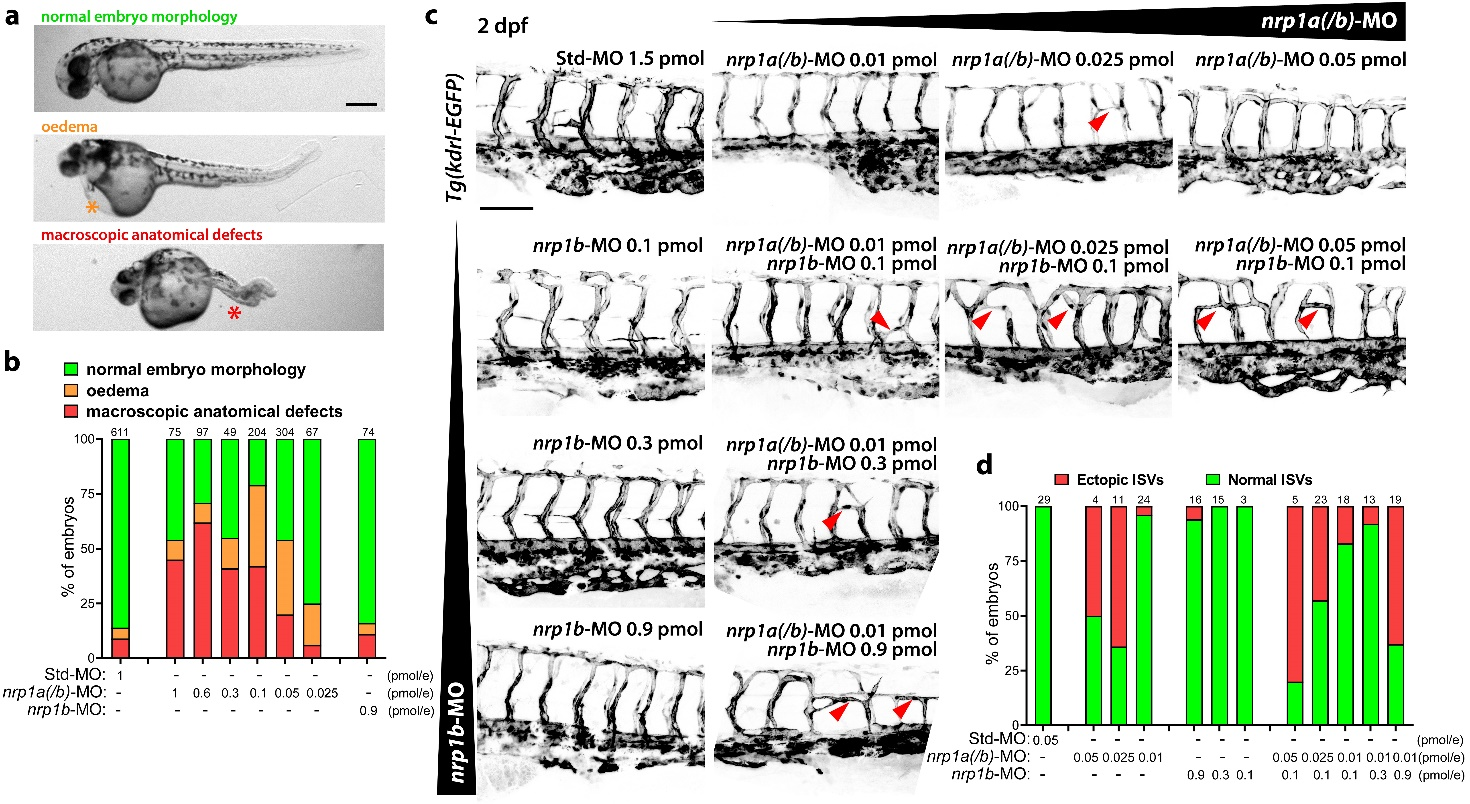 a
normal embryo morphology
oedema
*
macroscopic anatomical defects
*
b
normal embryo morphology
oedema
macroscopic anatomical defects
611 75 97 49 204 304 67 74
100
75
50
25
0
% of embryos
Std-MO: 1 - - - - - - - (pmol/e)
nrp1a(/b)-MO: - 1 0.6 0.3 0.1 0.05 0.025 - (pmol/e)
nrp1b-MO: - - - - - - - 0.9 (pmol/e)
c
2 dpf
nrp1a(/b)-MO
Tg(kdrl-EGFP)
Std-MO 1.5 pmol
nrp1a(/b)-MO 0.01 pmol
nrp1a(/b)-MO 0.025 pmol
nrp1a(/b)-MO 0.05 pmol
nrp1b-MO 0.1 pmol
nrp1a(/b)-MO 0.01 pmol
nrp1b-MO 0.1 pmol
nrp1a(/b)-MO 0.025 pmol
nrp1b-MO 0.1 pmol
nrp1a(/b)-MO 0.05 pmol
nrp1b-MO 0.1 pmol
nrp1b-MO 0.3 pmol
nrp1a(/b)-MO 0.01 pmol
nrp1b-MO 0.3 pmol
nrp1b-MO 0.9 pmol
nrp1a(/b)-MO 0.01 pmol
nrp1b-MO 0.9 pmol
nrp1b-MO
d
Ectopic ISVs Normal ISVs
29 4 11 24 16 15 3 5 23 18 13 19
100
75
50
25
0
% of embryos
Std-MO: 0.05 - - - - - - - - - - - (pmol/e)
nrp1a(/b)-MO: - 0.05 0.025 0.01 - - - 0.05 0.025 0.01 0.01 0.01 (pmol/e)
nrp1b-MO: - - - - 0.9 0.3 0.1 0.1 0.1 0.1 0.3 0.9 (pmol/e)